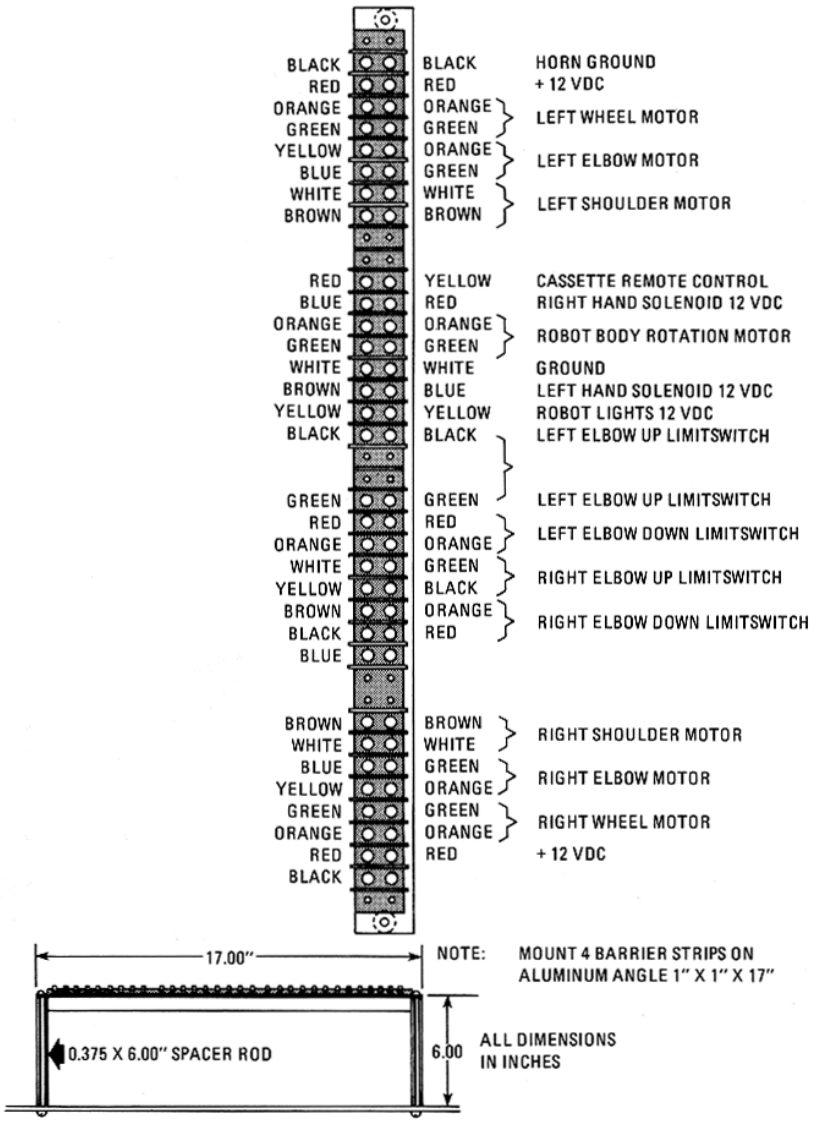 BLACK BLACK HORN GROUND
RED RED + 12 VDC
ORANGE ORANGE
LEFT WHEEL MOTOR
GREEN GREEN
YELLOW ORANGE
LEFT ELBOW MOTOR
BLUE GREEN
WHITE WHITE
LEFT SHOULDER MOTOR
BROWN BROWN
RED YELLOW CASSETTE REMOTE CONTROL
BLUE RED RIGHT HAND SOLENOID 12 VDC
ORANGE ORANGE
ROBOT BODY ROTATION MOTOR
GREEN GREEN
WHITE WHITE GROUND
BROWN BLUE LEFT HAND SOLENOID 12 VDC
YELLOW YELLOW ROBOT LIGHTS 12 VDC
BLACK BLACK LEFT ELBOW UP LIMITSWITCH
GREEN GREEN LEFT ELBOW UP LIMITSWITCH
RED RED
LEFT ELBOW DOWN LIMITSWITCH
ORANGE ORANGE
WHITE GREEN
RIGHT ELBOW UP LIMITSWITCH
YELLOW BLACK
BROWN ORANGE
RIGHT ELBOW DOWN LIMITSWITCH
BLACK RED
BLUE
BROWN BROWN
RIGHT SHOULDER MOTOR
WHITE WHITE
BLUE GREEN
RIGHT ELBOW MOTOR
YELLOW ORANGE
GREEN GREEN
RIGHT WHEEL MOTOR
ORANGE ORANGE
RED RED + 12 VDC
BLACK
17.00"
NOTE: MOUNT 4 BARRIER STRIPS ON
ALUMINUM ANGLE 1" X 1" X 17"
0.375 X 6.00" SPACER ROD
6.00
ALL DIMENSIONS
IN INCHES